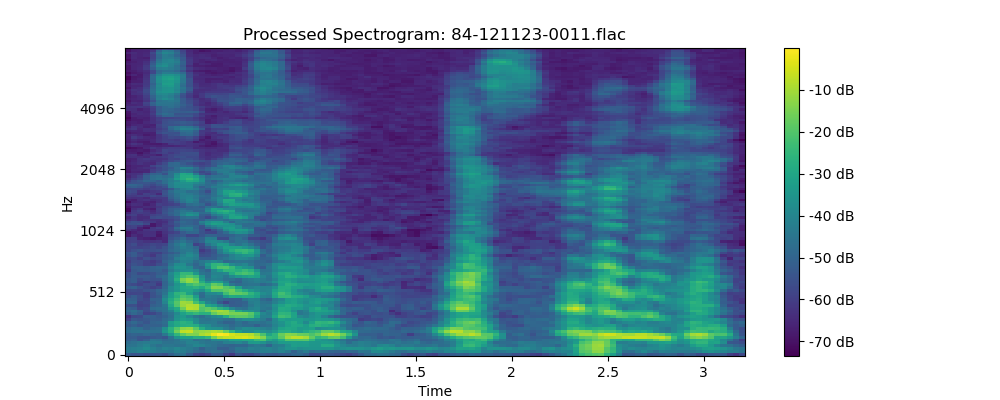 Processed Spectrogram: 84-121123-0011.flac
Hz
4096
2048
1024
512
0
0
0.5
1
1.5
2
2.5
3
Time
-10 dB
-20 dB
-30 dB
-40 dB
-50 dB
-60 dB
-70 dB